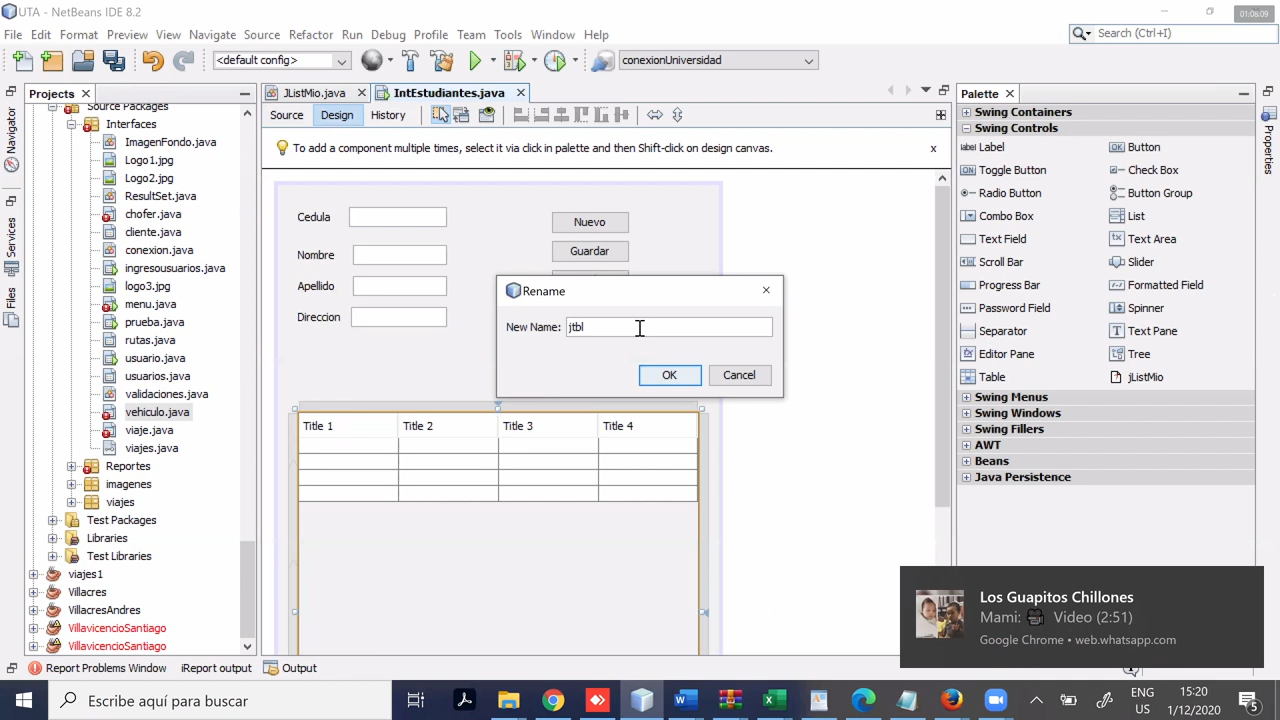 UTA - NetBeans IDE 8.2
01:08:09
File Edit Format Preview View Navigate Source Refactor Run Debug Profile Team Tools Window Help
Search (Ctrl+I)
<default config>
conexionUniversidad
Projects
JListMio.java
IntEstudiantes.java
Palette
Navigator
Services
Files
Properties
Source Design History
To add a component multiple times, select it via click in palette and then Shift-click on design canvas.
x
Source Packages
Interfaces
ImagenFondo.java
Logo1.jpg
Logo2.jpg
ResultSet.java
chofer.java
cliente.java
conexion.java
ingresousuarios.java
logo3.jpg
menu.java
prueba.java
rutas.java
usuario.java
usuarios.java
validaciones.java
vehiculo.java
viaje.java
viajes.java
Reportes
imagenes
viajes
Test Packages
Libraries
Test Libraries
viajes1
Villacres
VillacresAndres
VillavicencioSantiago
VillavicencioSantiago
Cedula
Nombre
Apellido
Direccion
Nuevo
Guardar
Rename
New Name: jtbl
OK Cancel
Title 1 Title 2 Title 3 Title 4
Swing Containers
Swing Controls
label Label
OK Button
ON Toggle Button
Check Box
Radio Button
Button Group
Combo Box
List
Text Field
tx Text Area
Scroll Bar
Slider
Progress Bar
Formatted Field
Password Field
Spinner
Separator
T Text Pane
Editor Pane
Tree
Table
jListMio
Swing Menus
Swing Windows
Swing Fillers
AWT
Beans
Java Persistence
Los Guapitos Chillones
Mami: Video (2:51)
Google Chrome • web.whatsapp.com
Report Problems Window
iReport output
Output
Escribe aquí para buscar
ENG
US
15:20
1/12/2020
5